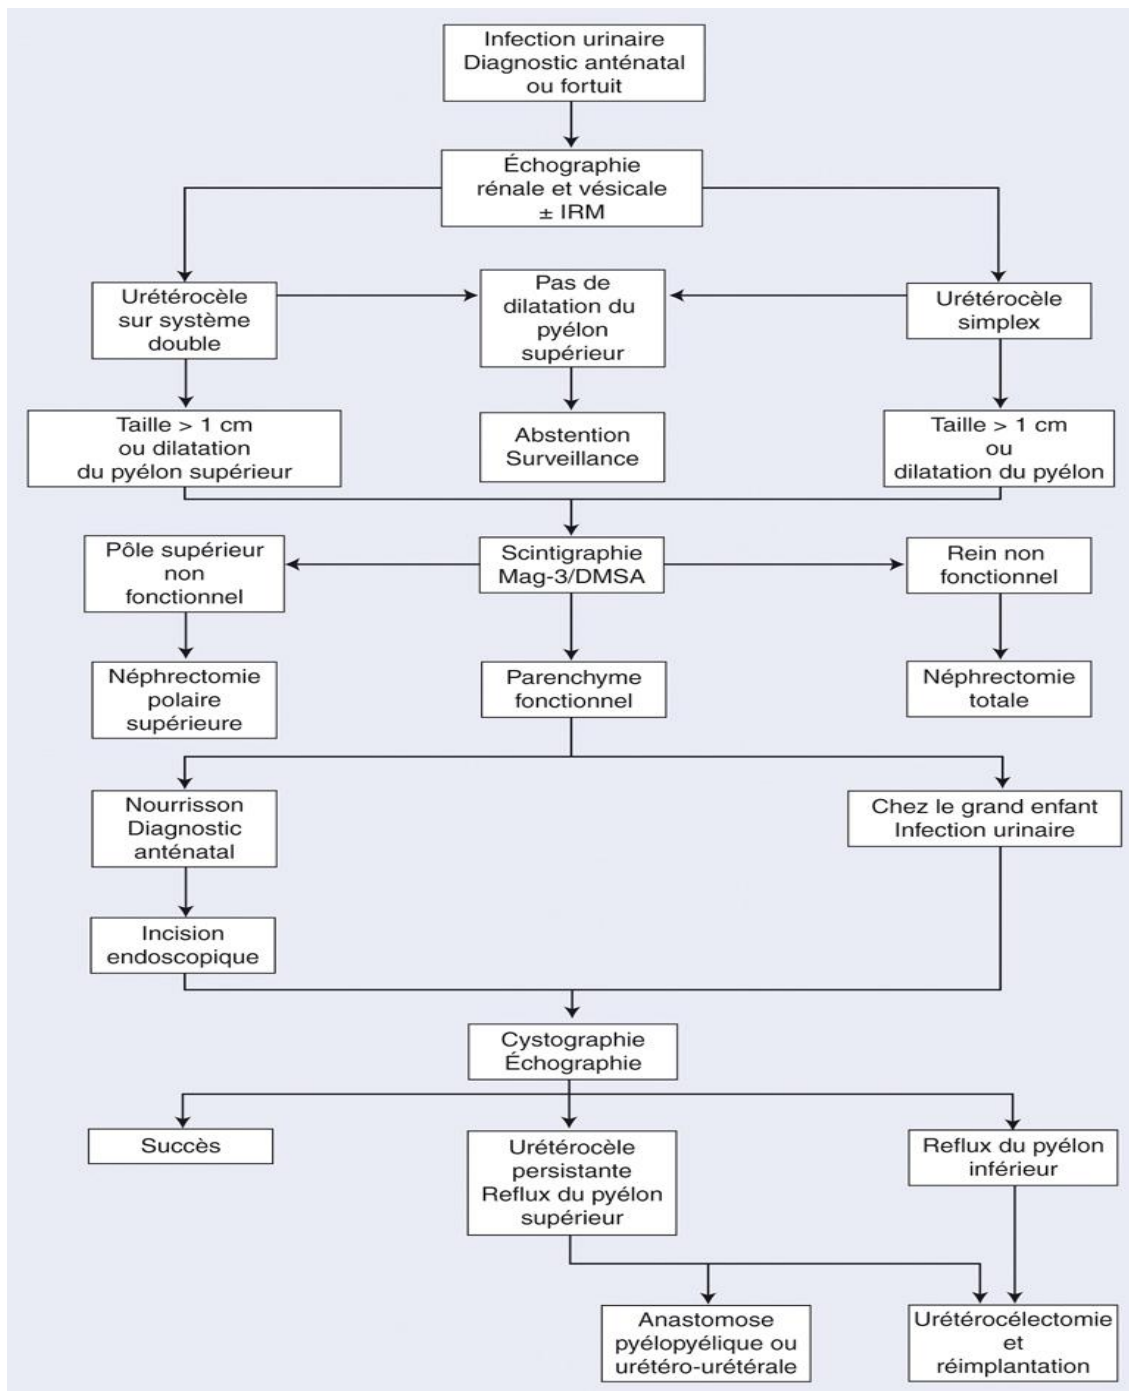 Infection urinaire
Diagnostic anténatal
ou fortuit
Échographie
rénale et vésicale
± IRM
Urétérocèle
sur système
double
Pas de
dilatation du
pyélon
supérieur
Urétérocèle
simplex
Taille > 1 cm
ou dilatation
du pyélon supérieur
Abstention
Surveillance
Taille > 1 cm
ou
dilatation du pyélon
Pôle supérieur
non
fonctionnel
Scintigraphie
Mag-3/DMSA
Rein non
fonctionnel
Néphrectomie
polaire
supérieure
Parenchyme
fonctionnel
Néphrectomie
totale
Nourrisson
Diagnostic
anténatal
Chez le grand enfant
Infection urinaire
Incision
endoscopique
Cystographie
Échographie
Succès
Urétérocèle
persistante
Reflux du pyélon
supérieur
Reflux du pyélon
inférieur
Anastomose
pyélopyélique ou
urétéro-urétérale
Urétérocélectomie
et
réimplantation